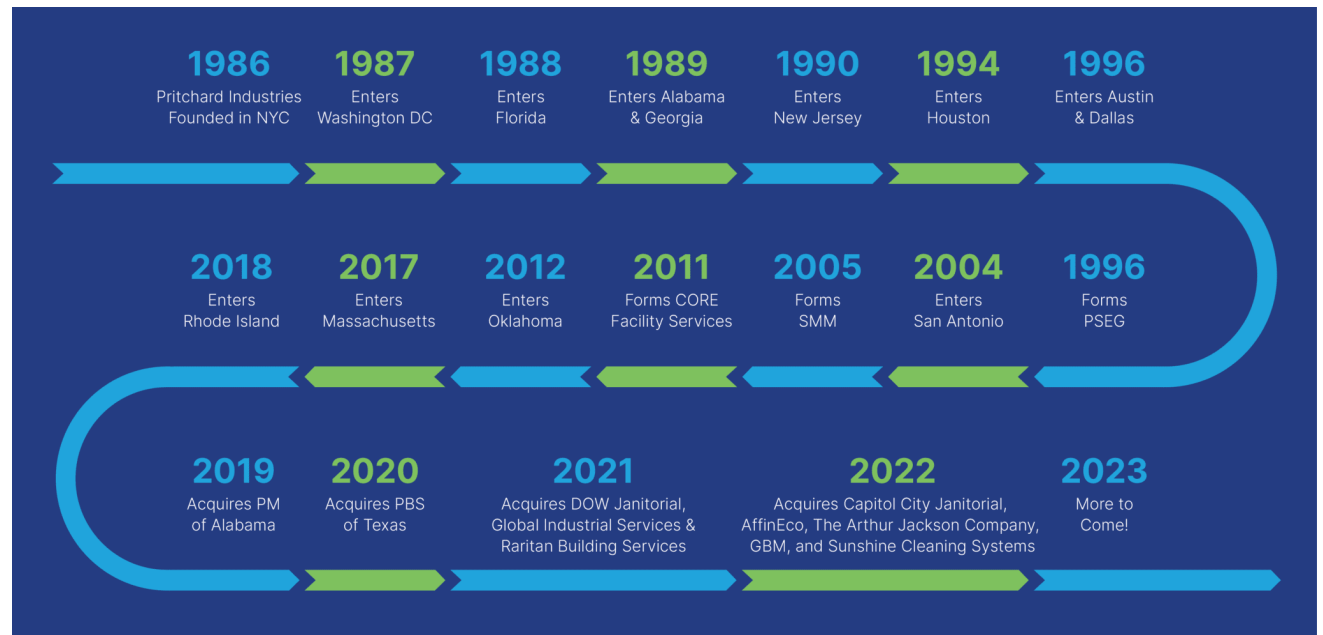 1986
Pritchard Industries
Founded in NYC
1987
Enters
Washington DC
1988
Enters
Florida
1989
Enters Alabama
& Georgia
1990
Enters
New Jersey
1994
Enters
Houston
1996
Enters Austin
& Dallas
1996
Forms
PSEG
2004
Enters
San Antonio
2005
Forms
SMM
2011
Forms CORE
Facility Services
2012
Enters
Oklahoma
2017
Enters
Massachusetts
2018
Enters
Rhode Island
2019
Acquires PM
of Alabama
2020
Acquires PBS
of Texas
2021
Acquires DOW Janitorial,
Global Industrial Services &
Raritan Building Services
2022
Acquires Capitol City Janitorial,
AffinEco, The Arthur Jackson Company,
GBM, and Sunshine Cleaning Systems
2023
More to
Come!